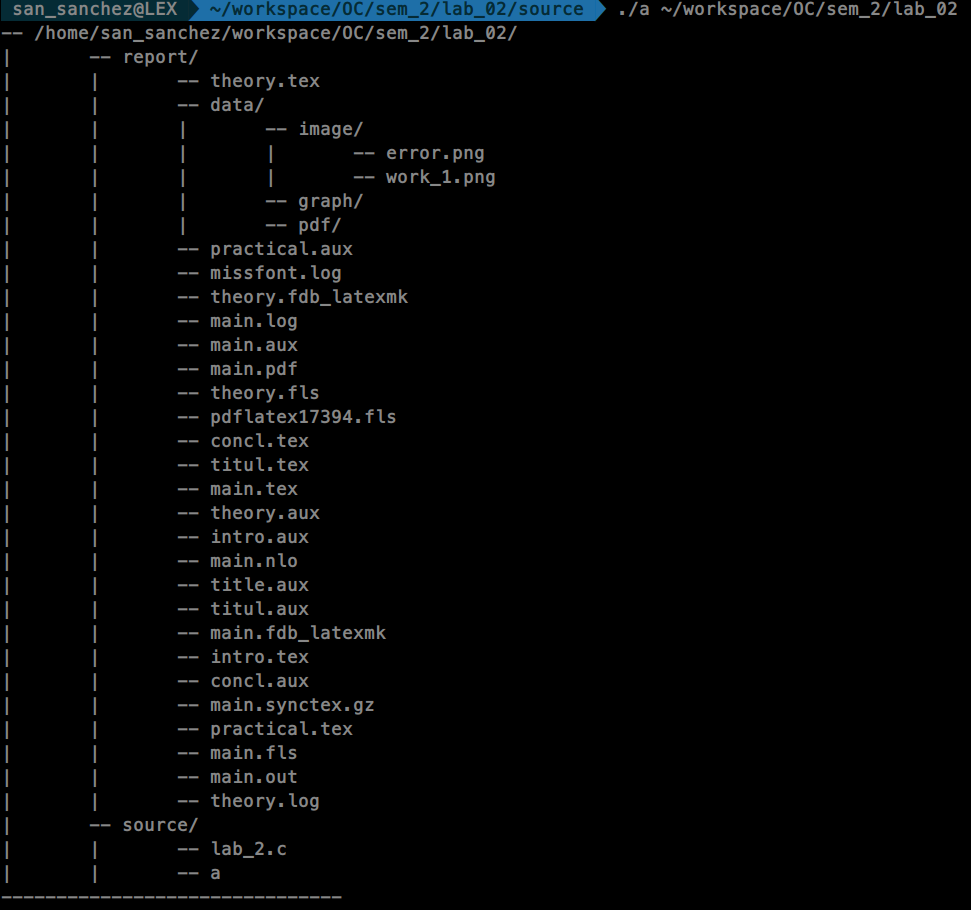 san_sanchez@LEX ~/workspace/OC/sem_2/lab_02/source ./a ~/workspace/OC/sem_2/lab_02
-- /home/san_sanchez/workspace/OC/sem_2/lab_02/
|       -- report/
|       |       -- theory.tex
|       |       -- data/
|       |       |       -- image/
|       |       |       |       -- error.png
|       |       |       |       -- work_1.png
|       |       |       -- graph/
|       |       |       -- pdf/
|       |       -- practical.aux
|       |       -- missfont.log
|       |       -- theory.fdb_latexmk
|       |       -- main.log
|       |       -- main.aux
|       |       -- main.pdf
|       |       -- theory.fls
|       |       -- pdflatex17394.fls
|       |       -- concl.tex
|       |       -- titul.tex
|       |       -- main.tex
|       |       -- theory.aux
|       |       -- intro.aux
|       |       -- main.nlo
|       |       -- title.aux
|       |       -- titul.aux
|       |       -- main.fdb_latexmk
|       |       -- intro.tex
|       |       -- concl.aux
|       |       -- main.synctex.gz
|       |       -- practical.tex
|       |       -- main.fls
|       |       -- main.out
|       |       -- theory.log
|       -- source/
|       |       -- lab_2.c
|       |       -- a
-------------------------------